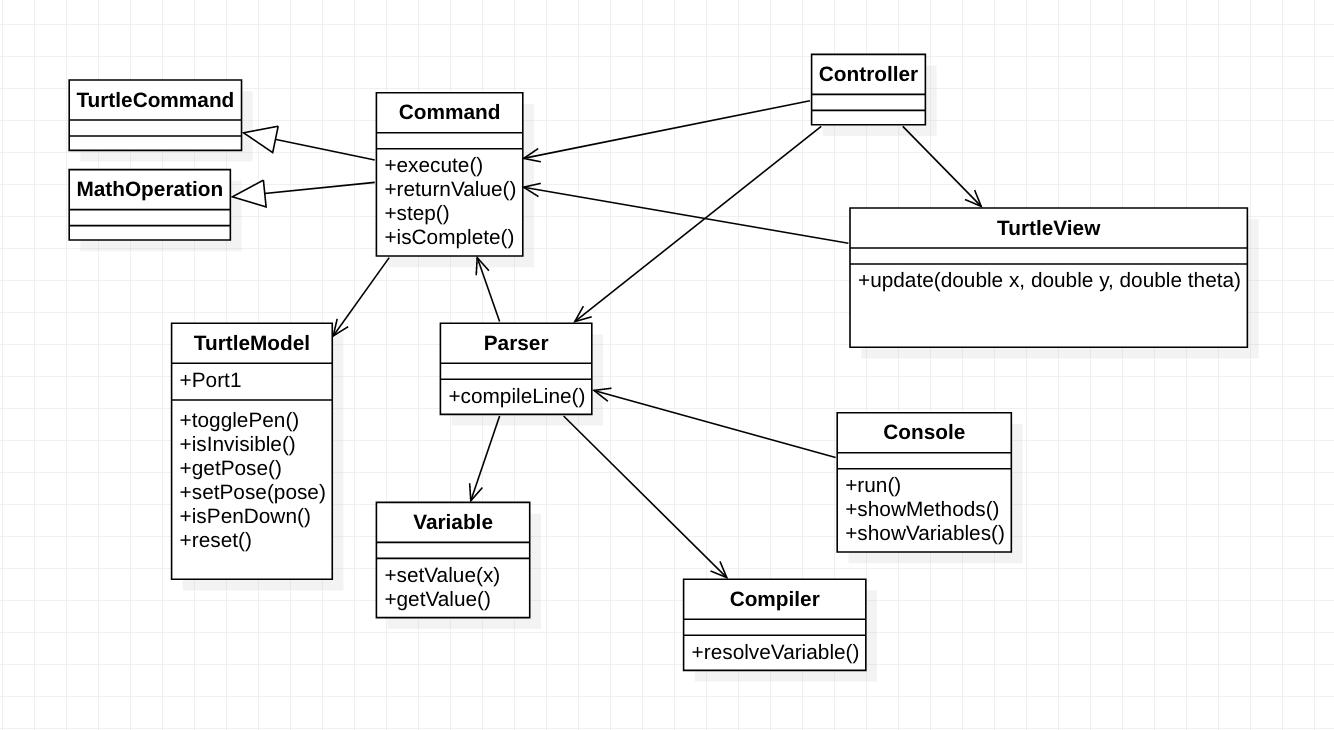 TurtleCommand
MathOperation
Command
+execute()
+returnValue()
+step()
+isComplete()
Controller
TurtleView
+update(double x, double y, double theta)
TurtleModel
+Port1
+togglePen()
+isInvisible()
+getPose()
+setPose(pose)
+isPenDown()
+reset()
Parser
+compileLine()
Console
+run()
+showMethods()
+showVariables()
Variable
+setValue(x)
+getValue()
Compiler
+resolveVariable()